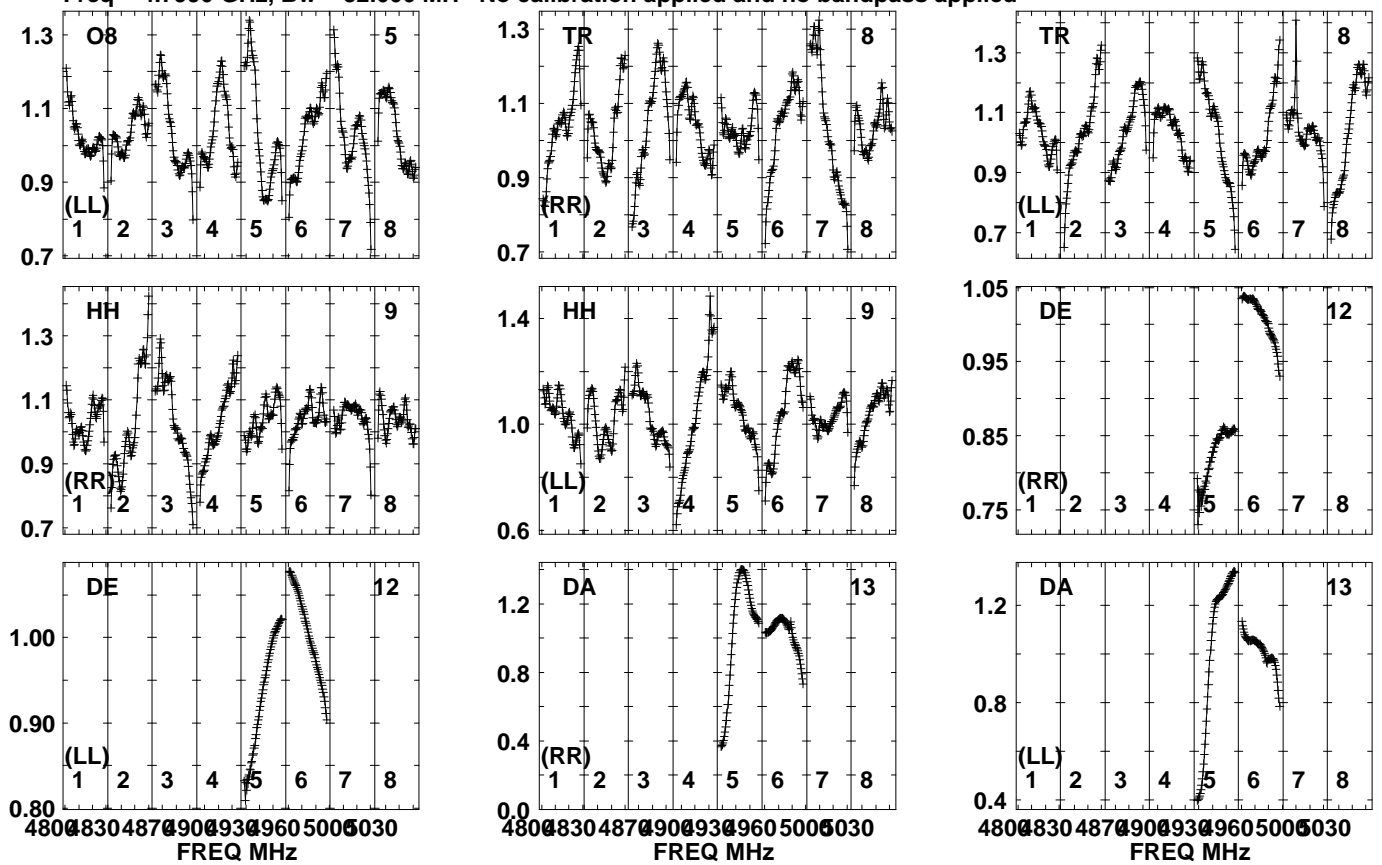 No calibration applied and no bandpass applied
1.3 O8 5
1.1
0.9
(LL)
1 2 3 4 5 6 7 8
0.7
1.3 TR 8
1.1
0.9
(RR)
1 2 3 4 5 6 7 8
0.7
1.3 TR 8
1.1
0.9
(LL)
1 2 3 4 5 6 7 8
0.7
HH 9
1.3
1.1
0.9
(RR)
1 2 3 4 5 6 7 8
0.7
HH 9
1.4
1.0
(LL)
1 2 3 4 5 6 7 8
0.6
1.05
DE 12
0.95
0.85
(RR)
1 2 3 4 5 6 7 8
0.75
DE 12
1.00
0.90
(LL)
1 2 3 4 5 6 7 8
0.80
4800 4830 4870 4900 4930 4960 5000 5030
FREQ MHz
DA 13
1.2
0.8
0.4
(RR)
1 2 3 4 5 6 7 8
0.0
4800 4830 4870 4900 4930 4960 5000 5030
FREQ MHz
DA 13
1.2
0.8
(LL)
1 2 3 4 5 6 7 8
0.4
4800 4830 4870 4900 4930 4960 5000 5030
FREQ MHz